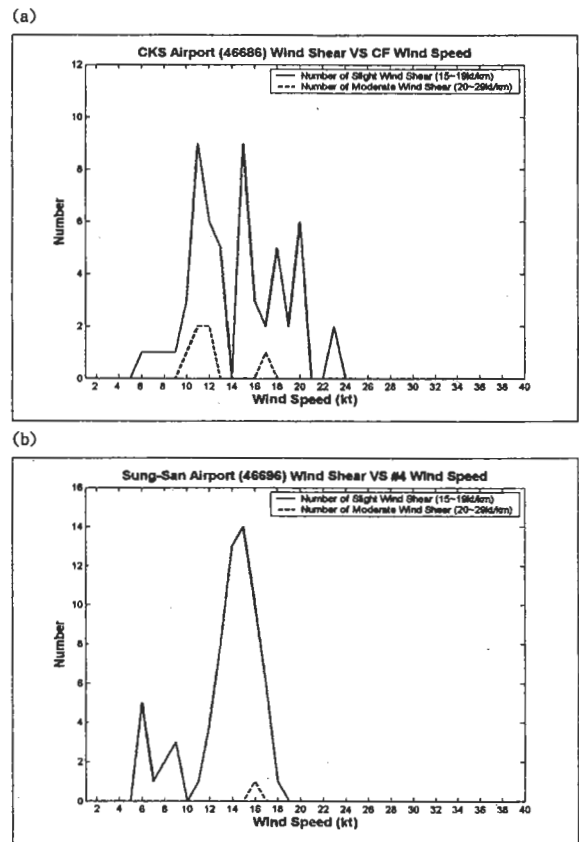 (a)
CKS Airport (46686) Wind Shear VS CF Wind Speed
Number of Slight Wind Shear (15~19kt/km)
Number of Moderate Wind Shear (20~29kt/km)
12
10
8
6
4
2
0
Number
2 4 6 8 10 12 14 16 18 20 22 24 26 28 30 32 34 36 38 40
Wind Speed (kt)
(b)
Sung-San Airport (46696) Wind Shear VS #4 Wind Speed
Number of Slight Wind Shear (15~19kt/km)
Number of Moderate Wind Shear (20~29kt/km)
16
14
12
10
8
6
4
2
0
Number
2 4 6 8 10 12 14 16 18 20 22 24 26 28 30 32 34 36 38 40
Wind Speed (kt)